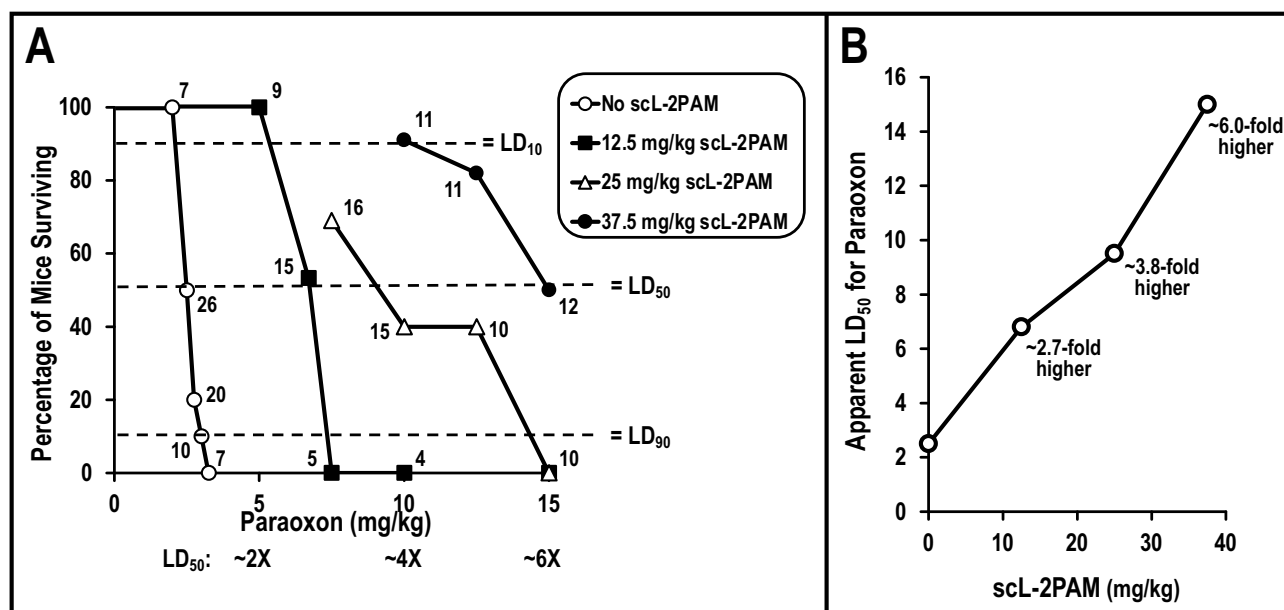 A
100
80
60
40
20
0
Percentage of Mice Surviving
7
9
11
11
= LD10
16
15
26
= LD50
12
15
10
20
10
7
= LD90
5
4
10
0
5
10
15
Paraoxon (mg/kg)
LD50: ~2X ~4X ~6X
No scL-2PAM
12.5 mg/kg scL-2PAM
25 mg/kg scL-2PAM
37.5 mg/kg scL-2PAM
B
16
14
12
10
8
6
4
2
0
Apparent LD50 for Paraoxon
~6.0-fold
higher
~3.8-fold
higher
~2.7-fold
higher
0
10
20
30
40
scL-2PAM (mg/kg)